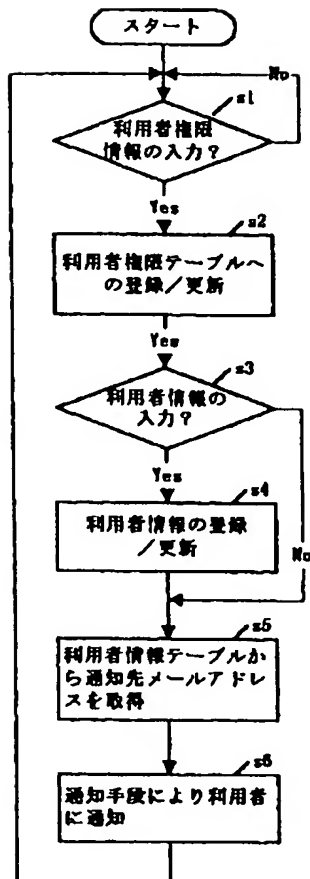 スタート
No
s1
利用者権限
情報の入力？
Yes
s2
利用者権限テーブルへ
の登録／更新
Yes
s3
利用者情報の
入力？
Yes
s4
利用者情報の登録
／更新
No
s5
利用者情報テーブルか
ら通知先メールアドレ
スを取得
s6
通知手段により利用者
に通知